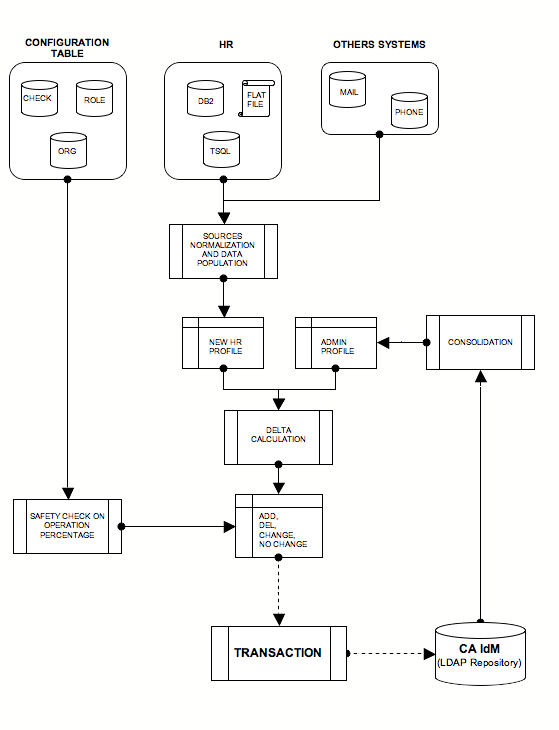 CONFIGURATION
TABLE
HR
OTHERS SYSTEMS
CHECK
ROLE
ORG
DB2
FLAT
FILE
TSQL
MAIL
PHONE
SOURCES
NORMALIZATION
AND DATA
POPULATION
NEW HR
PROFILE
ADMIN
PROFILE
CONSOLIDATION
DELTA
CALCULATION
SAFETY CHECK ON
OPERATION
PERCENTAGE
ADD,
DEL,
CHANGE,
NO CHANGE
TRANSACTION
CA IdM
(LDAP Repository)